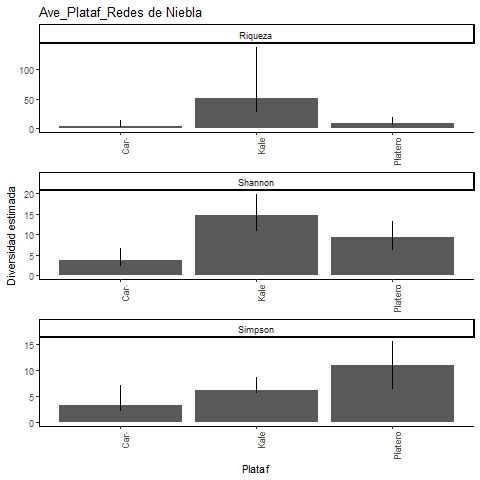 Ave_Plataf_Redes de Niebla
Riqueza
100
50
0
Car-
Kale
Platero
Shannon
20
15
10
5
0
Car-
Kale
Platero
Simpson
15
10
5
0
Car-
Kale
Platero
Diversidad estimada
Plataf